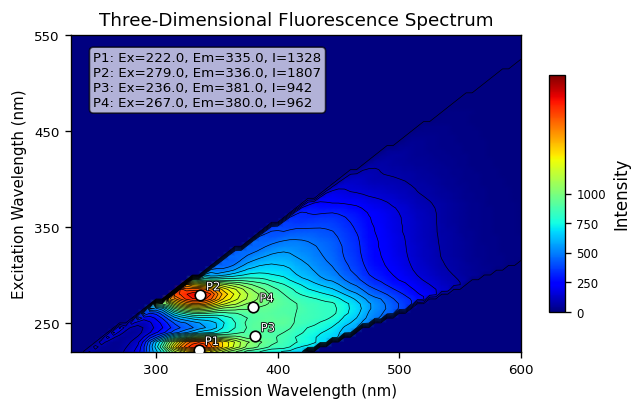 Three-Dimensional Fluorescence Spectrum
P1: Ex=222.0, Em=335.0, I=1328
P2: Ex=279.0, Em=336.0, I=1807
P3: Ex=236.0, Em=381.0, I=942
P4: Ex=267.0, Em=380.0, I=962
550
450
350
250
Excitation Wavelength (nm)
P2
P4
P3
P1
300
400
500
600
Emission Wavelength (nm)
1000
750
500
250
0
Intensity